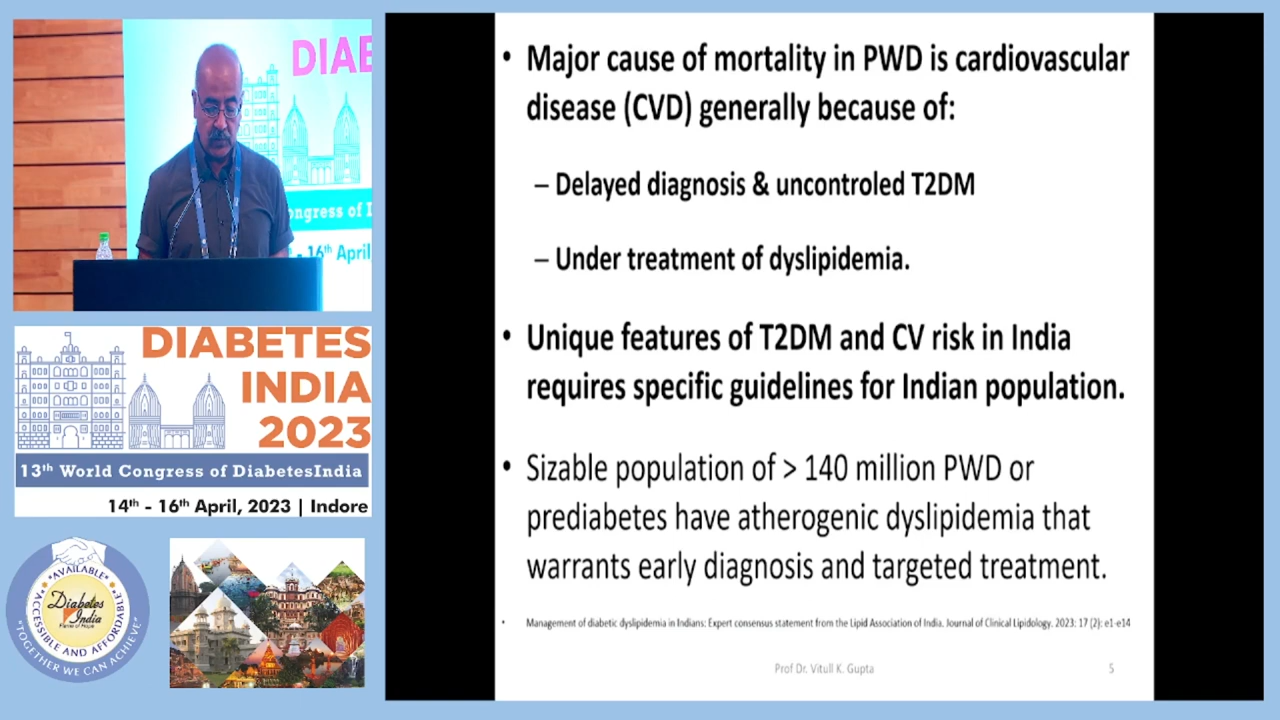 DIAB
ongress of I
- 16th April
DIABETES
INDIA
2023
13th World Congress of DiabetesIndia
14th - 16th April, 2023 | Indore
"AVAILABLE"
"ACCESSIBLE AND AFFORDABLE"
Diabetes
India
"TOGETHER WE CAN ACHIEVE"
• Major cause of mortality in PWD is cardiovascular
disease (CVD) generally because of:
– Delayed diagnosis & uncontroled T2DM
– Under treatment of dyslipidemia.
• Unique features of T2DM and CV risk in India
requires specific guidelines for Indian population.
• Sizable population of > 140 million PWD or
prediabetes have atherogenic dyslipidemia that
warrants early diagnosis and targeted treatment.
• Management of diabetic dyslipidemia in Indians: Expert consensus statement from the Lipid Association of India. Journal of Clinical Lipidology. 2023: 17 (2): e1-e14
Prof Dr. Vitull K. Gupta
5